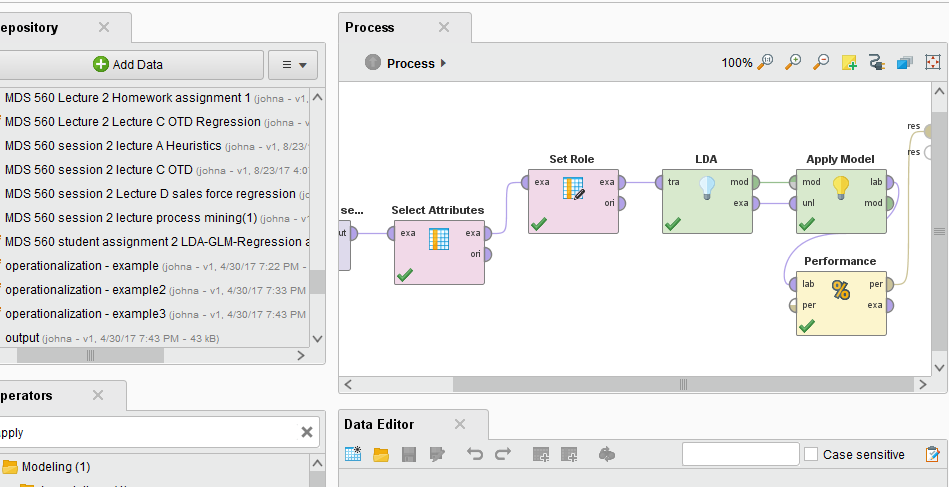 epository
Add Data
MDS 560 Lecture 2 Homework assignment 1 (johna - v1,
MDS 560 Lecture 2 Lecture C OTD Regression (johna - v
MDS 560 session 2 lecture A Heuristics (johna - v1, 8/23/
MDS 560 session 2 lecture C OTD (johna - v1, 8/23/17 4:0
MDS 560 session 2 Lecture D sales force regression (jc
MDS 560 session 2 lecture process mining(1) (johna - v
MDS 560 student assignment 2 LDA-GLM-Regression a
operationalization - example (johna - v1, 4/30/17 7:22 PM -
operationalization - example2 (johna - v1, 4/30/17 7:33 PM
operationalization - example3 (johna - v1, 4/30/17 7:43 PM
output (johna - v1, 4/30/17 7:43 PM - 43 kB)
perators
pply
Modeling (1)
Process
Process
100%
se...
ut
Select Attributes
exa exa
ori
Set Role
exa exa
ori
LDA
tra mod
exa
Apply Model
mod lab
unl mod
Performance
%
lab per
per exa
res
res
Data Editor
Case sensitive